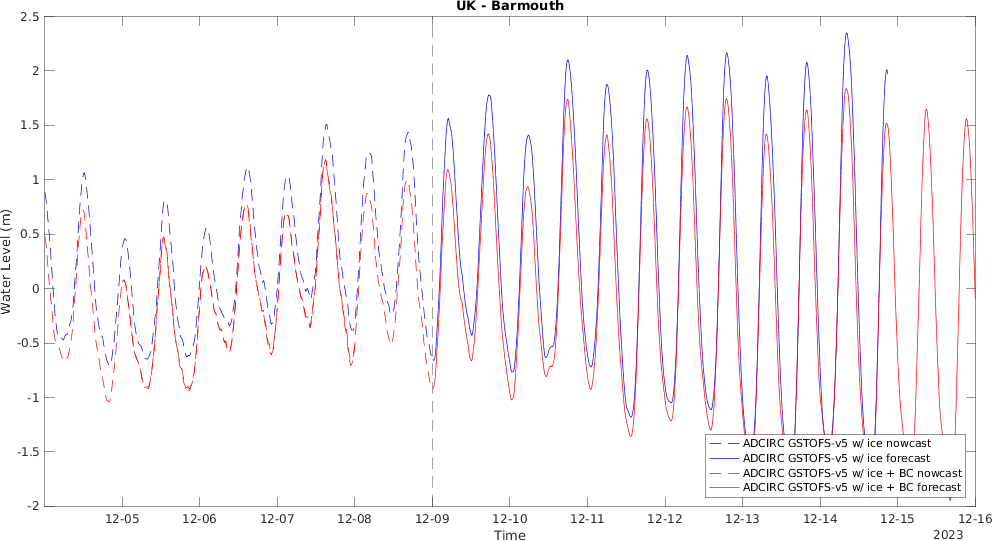 UK - Barmouth
2.5
2
1.5
1
0.5
0
-0.5
-1
-1.5
-2
Water Level (m)
ADCIRC GSTOFS-v5 w/ ice nowcast
ADCIRC GSTOFS-v5 w/ ice forecast
ADCIRC GSTOFS-v5 w/ ice + BC nowcast
ADCIRC GSTOFS-v5 w/ ice + BC forecast
12-05 12-06 12-07 12-08 12-09 12-10 12-11 12-12 12-13 12-14 12-15 12-16
Time
2023